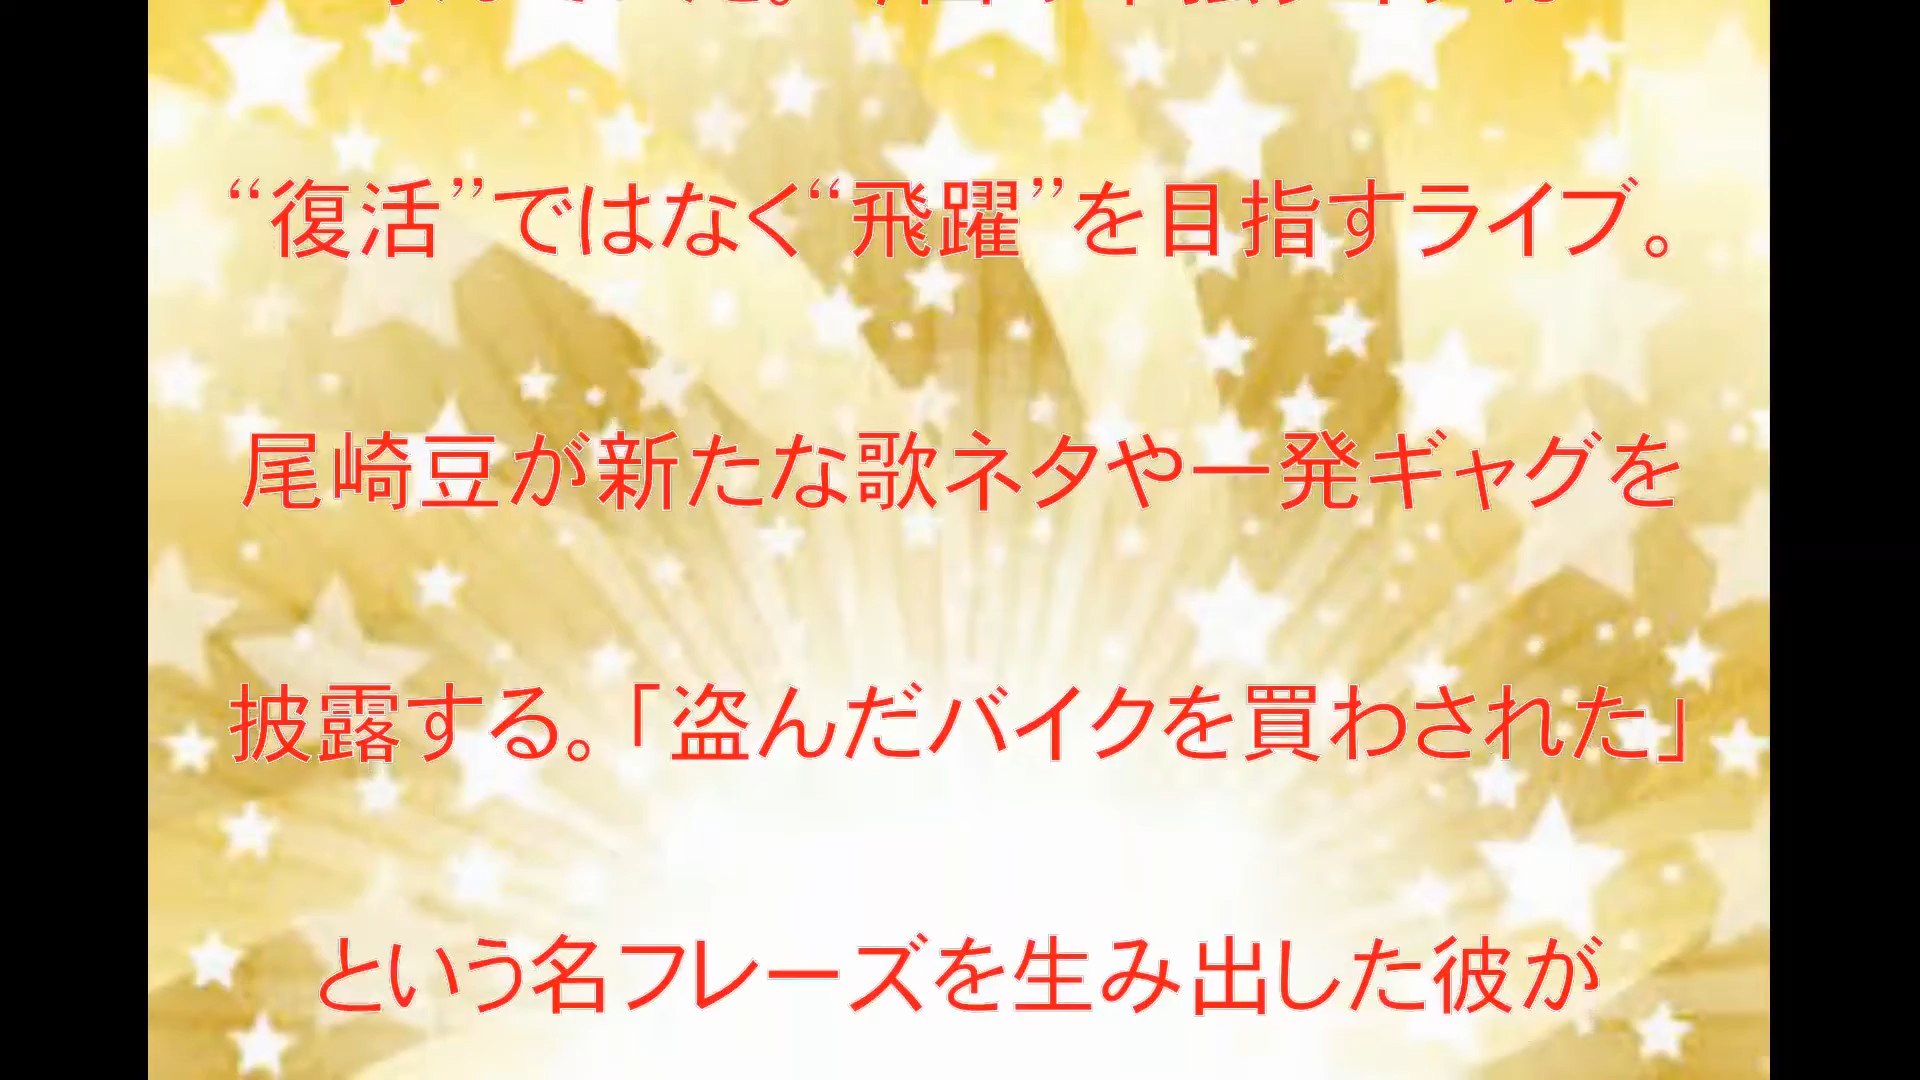 “復活”ではなく“飛躍”を目指すライブ。
尾崎豆が新たな歌ネタや一発ギャグを
披露する。「盗んだバイクを買わされた」
という名フレーズを生み出した彼が